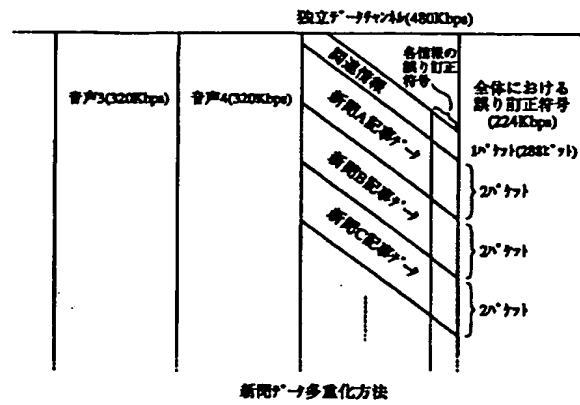 独立ﾃﾞｰﾀﾁｬﾝﾈﾙ(480Kbps)
音声3(320Kbps)
音声4(320Kbps)
関連情報
各情報の
誤り訂正
符号
全体における
誤り訂正符号
(224Kbps)
新聞A記事ﾃﾞｰﾀ
1ﾊﾟｹｯﾄ(288ﾋﾞｯﾄ)
2ﾊﾟｹｯﾄ
新聞B記事ﾃﾞｰﾀ
2ﾊﾟｹｯﾄ
新聞C記事ﾃﾞｰﾀ
2ﾊﾟｹｯﾄ
新聞ﾃﾞｰﾀ多重化方法